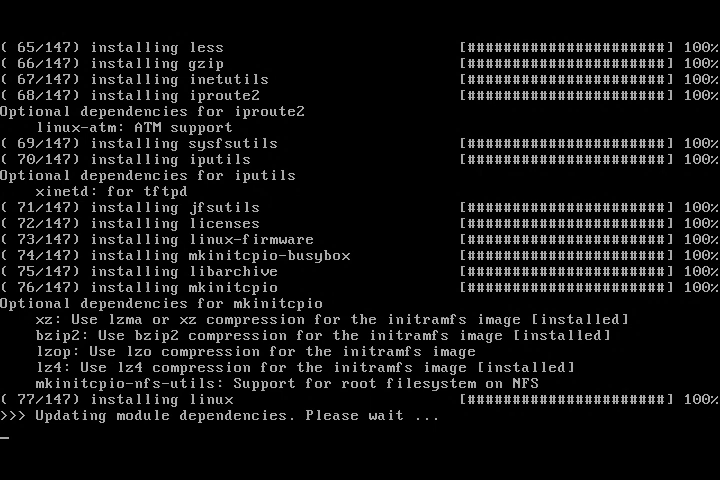 ( 65/147) installing less                          [######################] 100%
( 66/147) installing gzip                          [######################] 100%
( 67/147) installing inetutils                     [######################] 100%
( 68/147) installing iproute2                      [######################] 100%
Optional dependencies for iproute2
    linux-atm: ATM support
( 69/147) installing sysfsutils                    [######################] 100%
( 70/147) installing iputils                       [######################] 100%
Optional dependencies for iputils
    xinetd: for tftpd
( 71/147) installing jfsutils                      [######################] 100%
( 72/147) installing licenses                      [######################] 100%
( 73/147) installing linux-firmware                [######################] 100%
( 74/147) installing mkinitcpio-busybox            [######################] 100%
( 75/147) installing libarchive                    [######################] 100%
( 76/147) installing mkinitcpio                    [######################] 100%
Optional dependencies for mkinitcpio
    xz: Use lzma or xz compression for the initramfs image [installed]
    bzip2: Use bzip2 compression for the initramfs image [installed]
    lzop: Use lzo compression for the initramfs image
    lz4: Use lz4 compression for the initramfs image [installed]
    mkinitcpio-nfs-utils: Support for root filesystem on NFS
( 77/147) installing linux                         [######################] 100%
>>> Updating module dependencies. Please wait ...